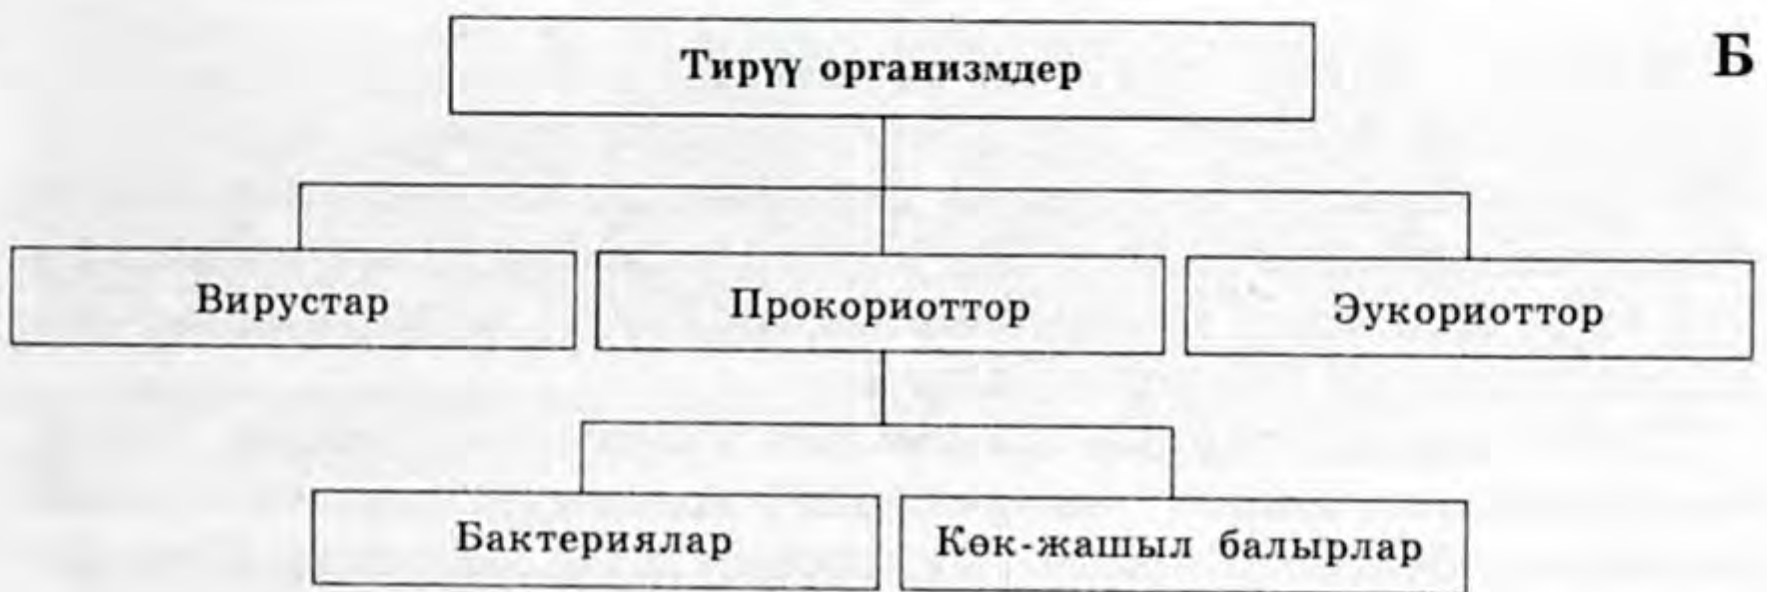 Тирүү организмдер
Б
Вирустар
Прокориоттор
Эукориоттор
Бактериялар
Көк-жашыл балырлар